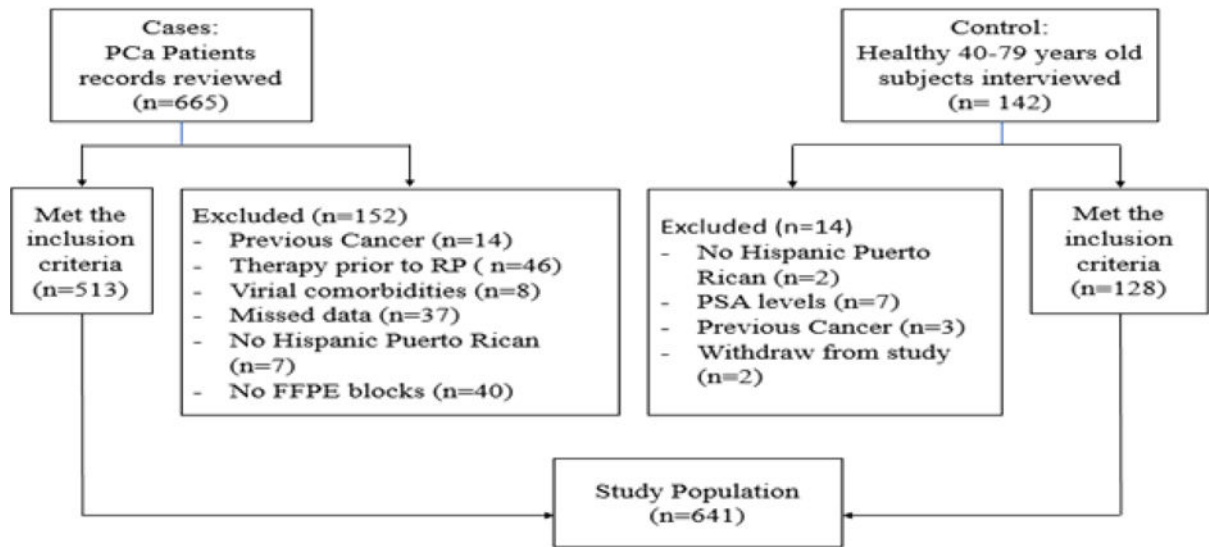 Cases:
PCa Patients
records reviewed
(n=665)
Control:
Healthy 40-79 years old
subjects interviewed
(n= 142)
Met the
inclusion
criteria
(n=513)
Excluded (n=152)
- Previous Cancer (n=14)
- Therapy prior to RP ( n=46)
- Virial comorbidities (n=8)
- Missed data (n=37)
- No Hispanic Puerto Rican
(n=7)
- No FFPE blocks (n=40)
Excluded (n=14)
- No Hispanic Puerto
Rican (n=2)
- PSA levels (n=7)
- Previous Cancer (n=3)
- Withdraw from study
(n=2)
Met the
inclusion
criteria
(n=128)
Study Population
(n=641)